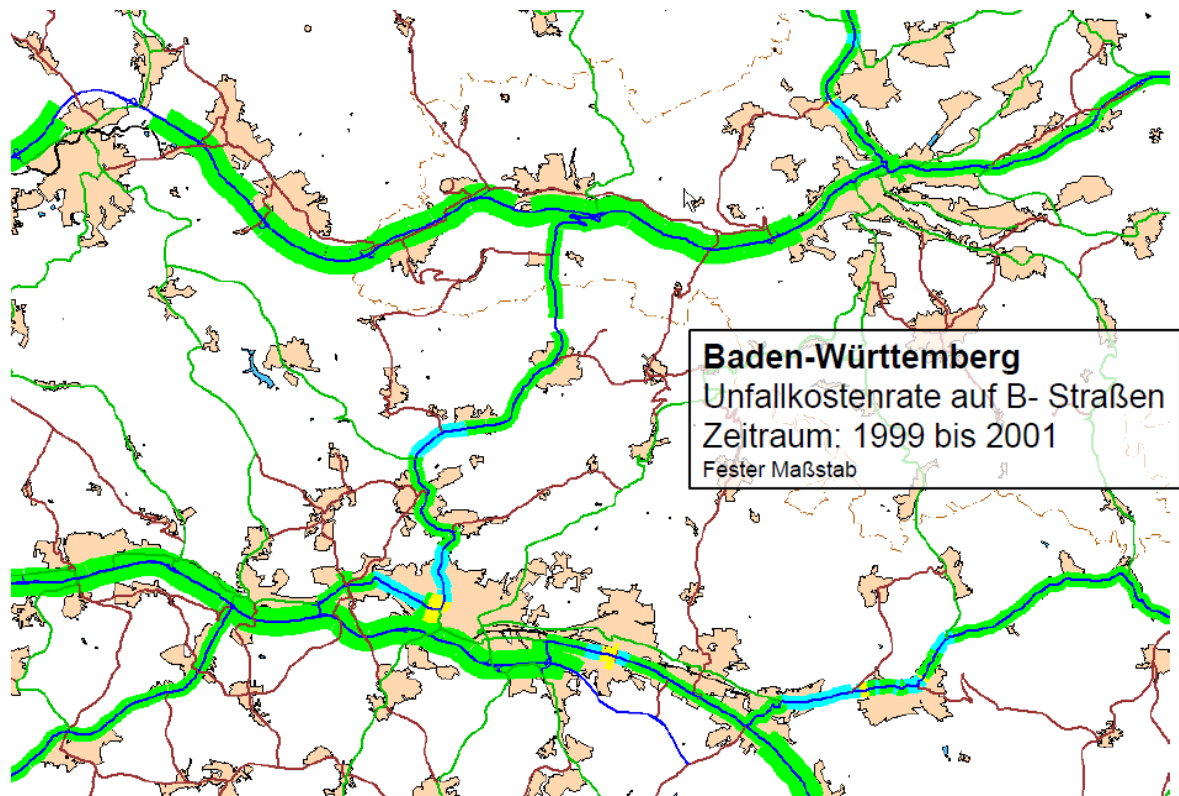 Baden-Württemberg
Unfallkostenrate auf B- Straßen
Zeitraum: 1999 bis 2001
Fester Maßstab